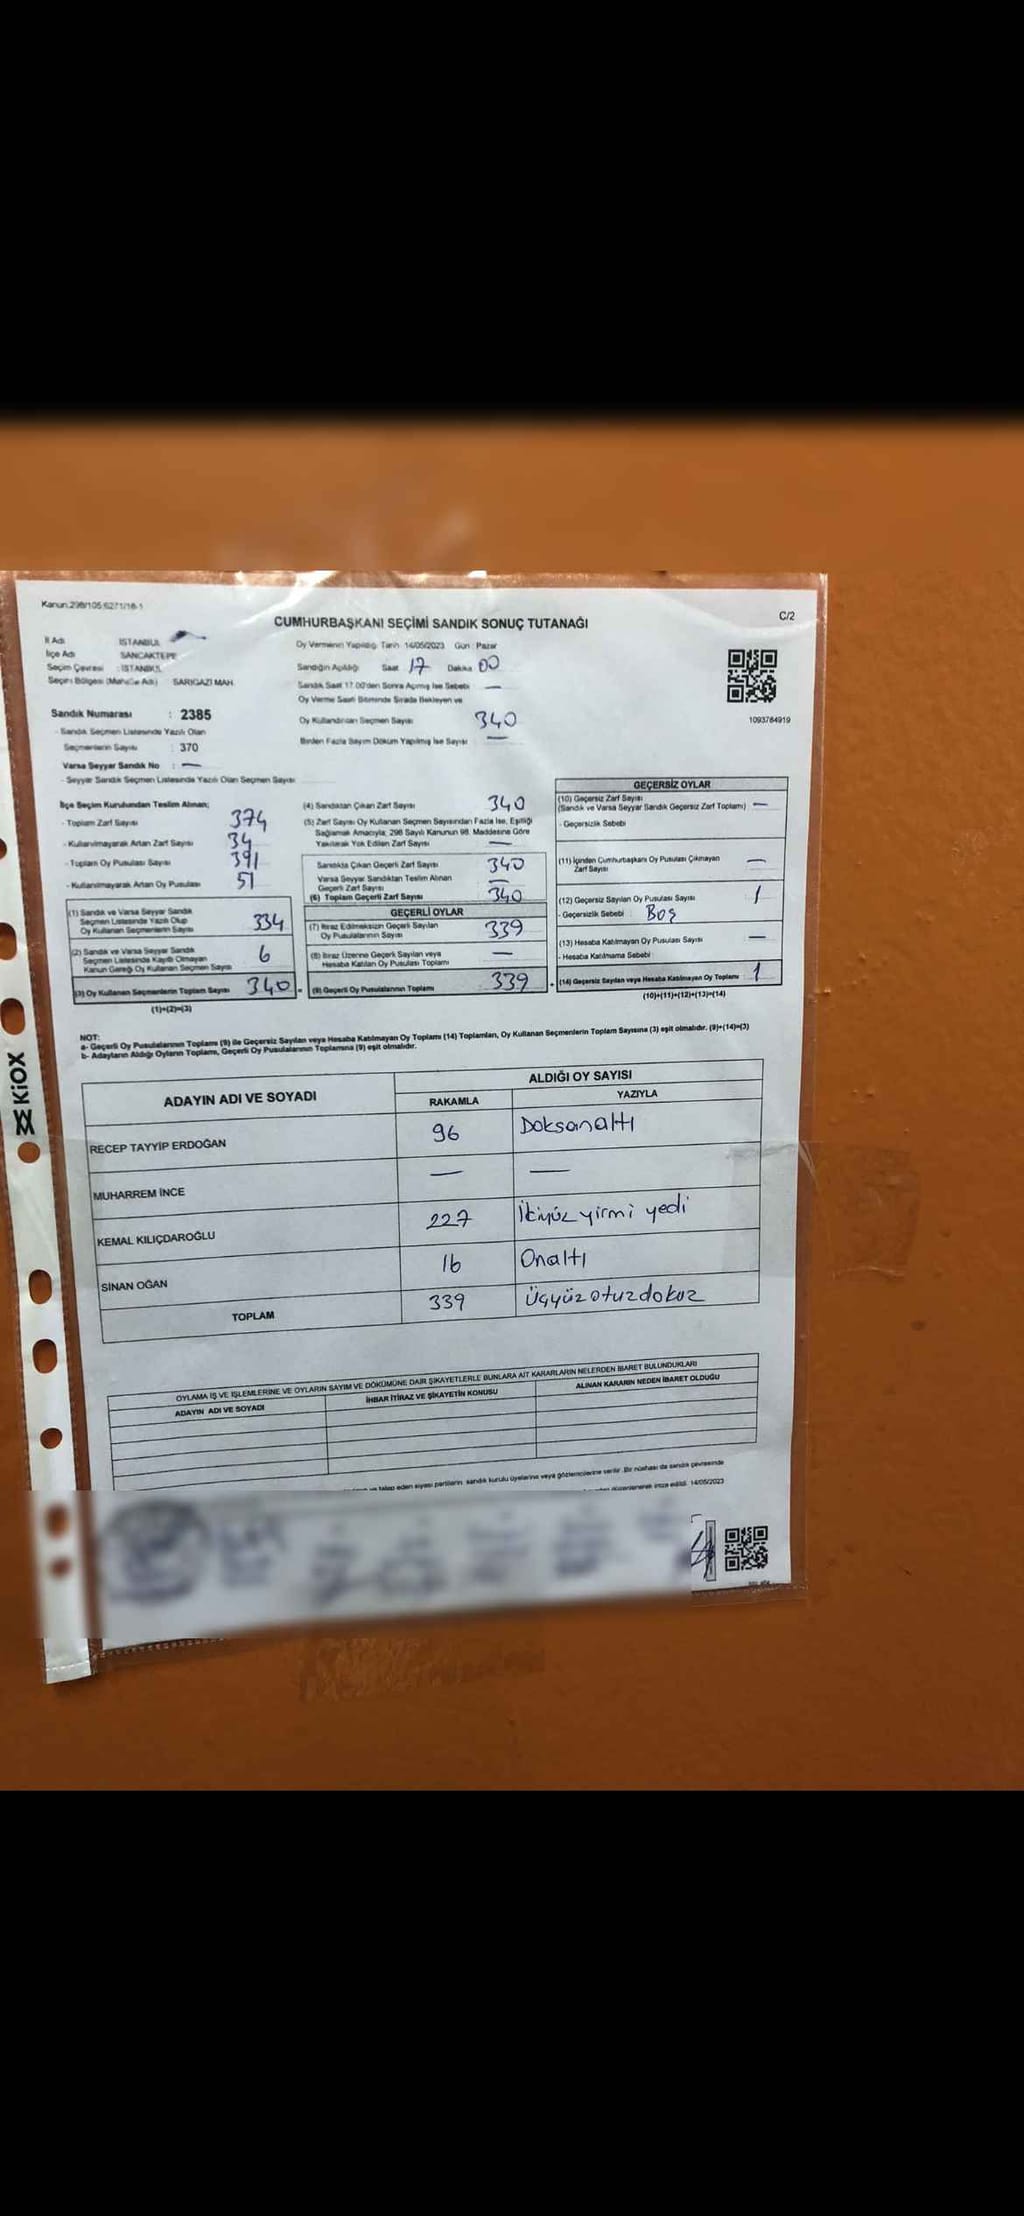 Kanun.298/105;6271/18-1
C/2
CUMHURBAŞKANI SEÇİMİ SANDIK SONUÇ TUTANAĞI
İl Adı : İSTANBUL
İlçe Adı SANCAKTEPE
Seçim Çevresi : İSTANBUL
Seçim Bölgesi (Mahalle Adı) SARIGAZİ MAH.
Oy Vermenin Yapıldığı Tarih 14/05/2023 Gün : Pazar
Sandığın Açıldığı Saat 17 Dakika 00
Sandık Saat 17.00'den Sonra Açılmış İse Sebebi —
Oy Verme Saati Bitiminde Sırada Bekleyen ve
Oy Kullandırılan Seçmen Sayısı 340
Birden Fazla Sayım Döküm Yapılmış İse Sayısı —
1093784919
Sandık Numarası : 2385
- Sandık Seçmen Listesinde Yazılı Olan
Seçmenlerin Sayısı : 370
Varsa Seyyar Sandık No : —
- Seyyar Sandık Seçmen Listesinde Yazılı Olan Seçmen Sayısı
İlçe Seçim Kurulundan Teslim Alınan;
- Toplam Zarf Sayısı 374
- Kullanılmayarak Artan Zarf Sayısı 34
- Toplam Oy Pusulası Sayısı 391
- Kullanılmayarak Artan Oy Pusulası 51
(1) Sandık ve Varsa Seyyar Sandık
Seçmen Listesinde Yazılı Olup
Oy Kullanan Seçmenlerin Sayısı 334
(2) Sandık ve Varsa Seyyar Sandık
Seçmen Listesinde Kayıtlı Olmayan
Kanun Gereği Oy Kullanan Seçmen Sayısı 6
(3) Oy Kullanan Seçmenlerin Toplam Sayısı 340 =
(1)+(2)=(3)
(4) Sandıktan Çıkan Zarf Sayısı 340
(5) Zarf Sayısı Oy Kullanan Seçmen Sayısından Fazla İse, Eşitliği
Sağlamak Amacıyla; 298 Sayılı Kanunun 98. Maddesine Göre
Yakılarak Yok Edilen Zarf Sayısı —
Sandıkta Çıkan Geçerli Zarf Sayısı 340
Varsa Seyyar Sandıktan Teslim Alınan
Geçerli Zarf Sayısı —
(6) Toplam Geçerli Zarf Sayısı 340
GEÇERLİ OYLAR
(7) İtiraz Edilmeksizin Geçerli Sayılan
Oy Pusulalarının Sayısı 339
(8) İtiraz Üzerine Geçerli Sayılan veya
Hesaba Katılan Oy Pusulası Toplamı —
(9) Geçerli Oy Pusulalarının Toplamı 339 +
GEÇERSİZ OYLAR
(10) Geçersiz Zarf Sayısı
(Sandık ve Varsa Seyyar Sandık Geçersiz Zarf Toplamı) —
- Geçersizlik Sebebi
(11) İçinden Cumhurbaşkanı Oy Pusulası Çıkmayan
Zarf Sayısı —
(12) Geçersiz Sayılan Oy Pusulası Sayısı 1
- Geçersizlik Sebebi : Boş
(13) Hesaba Katılmayan Oy Pusulası Sayısı —
- Hesaba Katılmama Sebebi
(14) Geçersiz Sayılan veya Hesaba Katılmayan Oy Toplamı 1
(10)+(11)+(12)+(13)=(14)
NOT:
a- Geçerli Oy Pusulalarının Toplamı (9) ile Geçersiz Sayılan veya Hesaba Katılmayan Oy Toplamı (14) Toplamları, Oy Kullanan Seçmenlerin Toplam Sayısına (3) eşit olmalıdır. (9)+(14)=(3)
b- Adayların Aldığı Oyların Toplamı, Geçerli Oy Pusulalarının Toplamına (9) eşit olmalıdır.
KiOX
ADAYIN ADI VE SOYADI
ALDIĞI OY SAYISI
RAKAMLA YAZIYLA
RECEP TAYYİP ERDOĞAN 96 Doksanaltı
MUHARREM İNCE — —
KEMAL KILIÇDAROĞLU 227 İkiyüz yirmi yedi
SİNAN OĞAN 16 Onaltı
TOPLAM 339 Üçyüzotuzdokuz
OYLAMA İŞ VE İŞLEMLERİNE VE OYLARIN SAYIM VE DÖKÜMÜNE DAİR ŞİKAYETLERLE BUNLARA AİT KARARLARIN NELERDEN İBARET BULUNDUKLARI
ADAYIN ADI VE SOYADI İHBAR İTİRAZ VE ŞİKAYETİN KONUSU ALINAN KARARIN NEDEN İBARET OLDUĞU
talep eden siyasi partilerin sandık kurulu üyelerine veya gözlemcilerine verilir. Bir nüshası da sandık çevresinde
düzenlenerek imza edildi. 14/05/2023